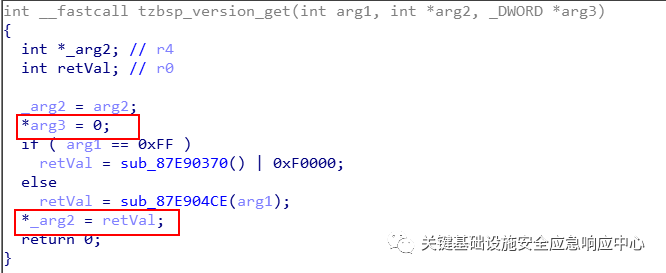 int __fastcall tzbsp_version_get(int arg1, int *arg2, _DWORD *arg3)
{
  int *_arg2; // r4
  int retVal; // r0

  _arg2 = arg2;
  *arg3 = 0;
  if ( arg1 == 0xFF )
    retVal = sub_87E90370() | 0xF0000;
  else
    retVal = sub_87E904CE(arg1);
  *_arg2 = retVal;
  return 0;
}
关键基础设施安全应急响应中心